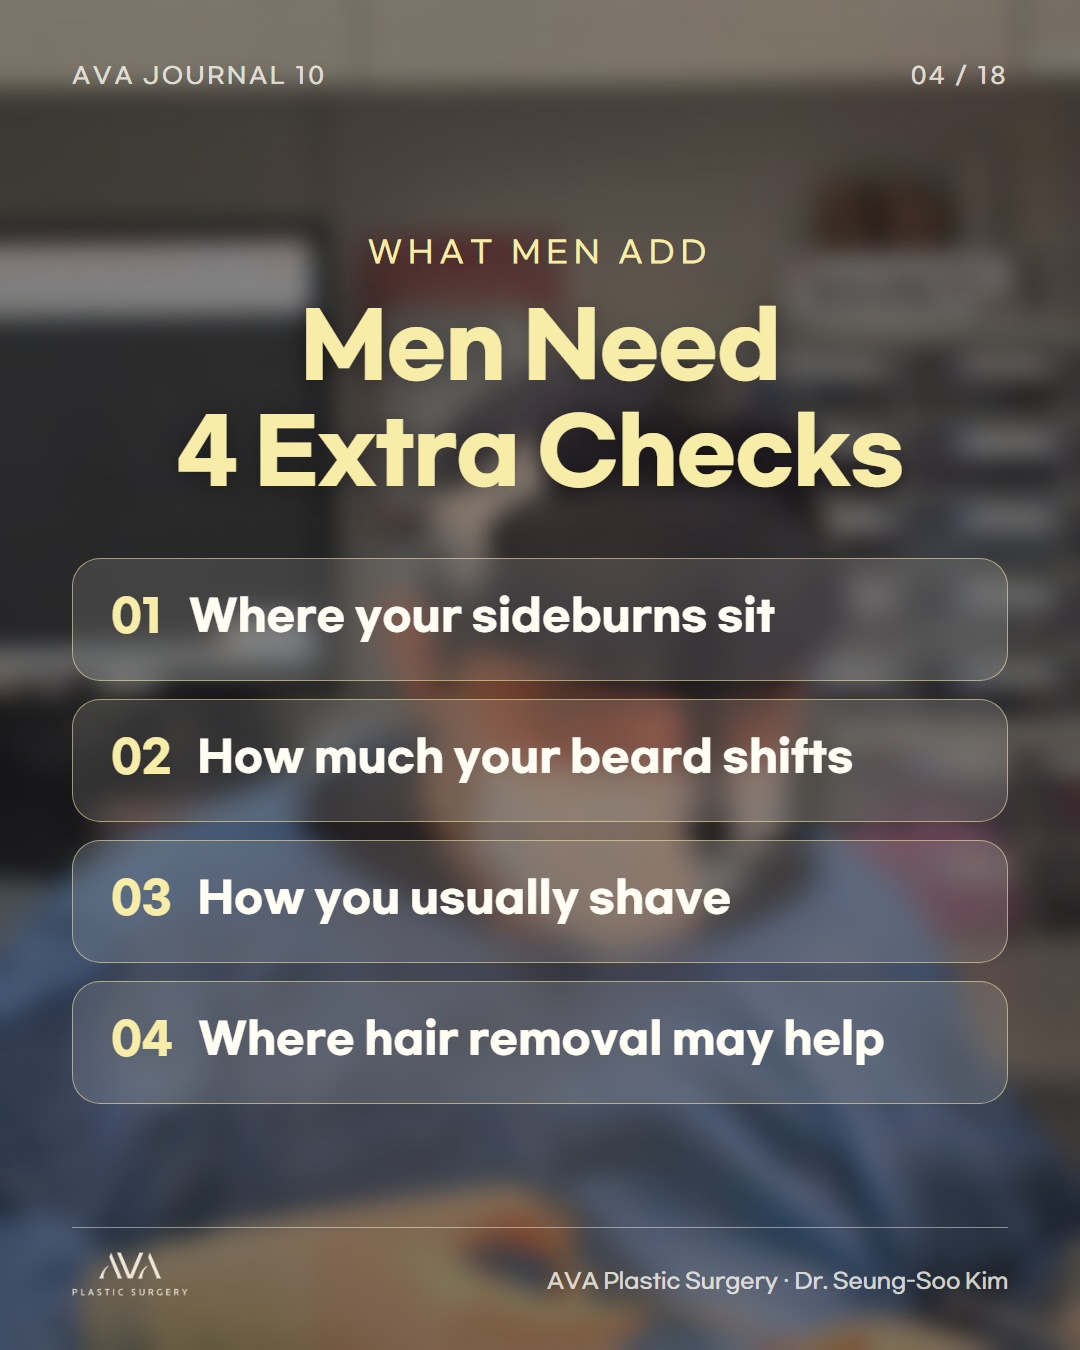 AVA JOURNAL 10
04 / 18
WHAT MEN ADD
Men Need
4 Extra Checks
01 Where your sideburns sit
02 How much your beard shifts
03 How you usually shave
04 Where hair removal may help
AVA
PLASTIC SURGERY
AVA Plastic Surgery · Dr. Seung-Soo Kim